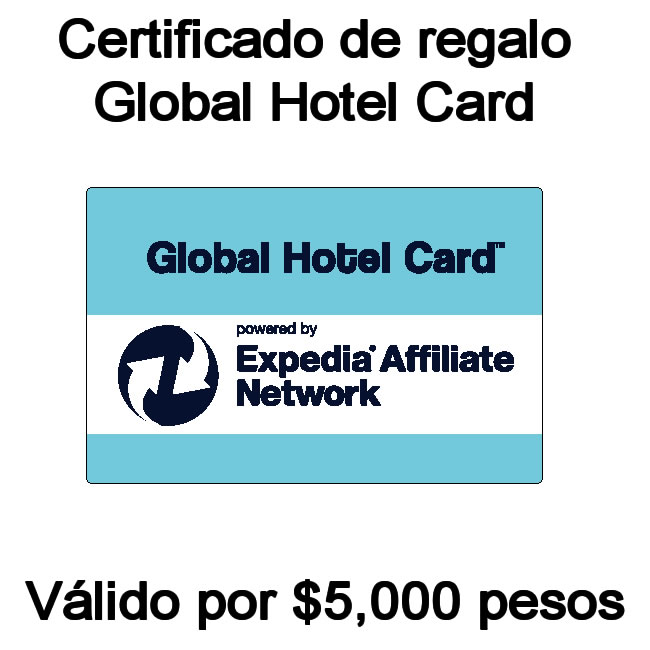 Certificado de regalo
Global Hotel Card
Global Hotel Card™
powered by
Expedia® Affiliate
Network
Válido por $5,000 pesos